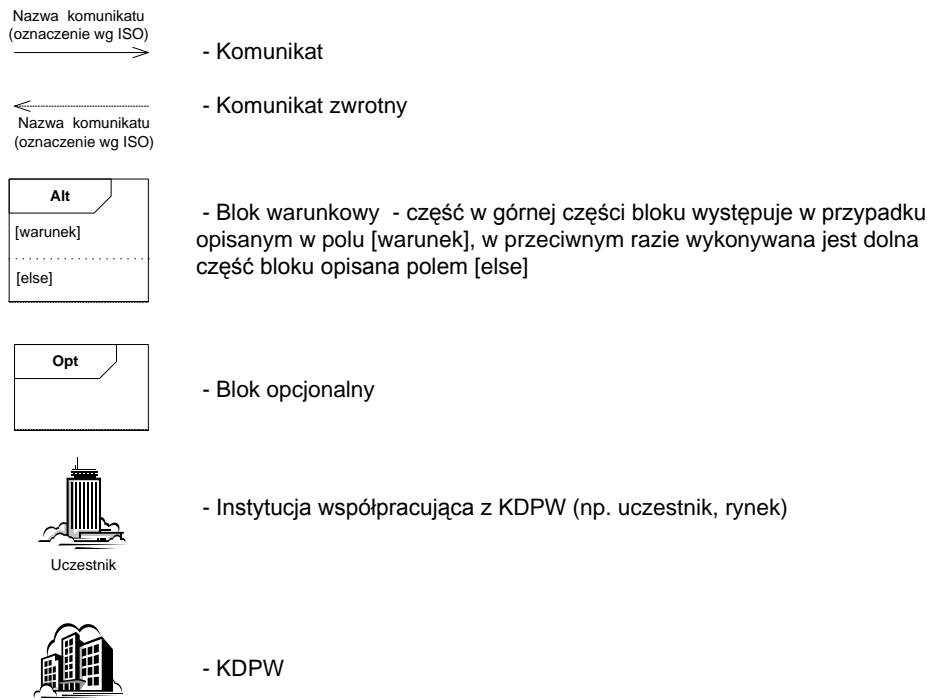 Nazwa komunikatu
(oznaczenie wg ISO)
- Komunikat
- Komunikat zwrotny
Nazwa komunikatu
(oznaczenie wg ISO)
Alt
[warunek]
[else]
- Blok warunkowy - część w górnej części bloku występuje w przypadku
opisanym w polu [warunek], w przeciwnym razie wykonywana jest dolna
część bloku opisana polem [else]
Opt
- Blok opcjonalny
- Instytucja współpracująca z KDPW (np. uczestnik, rynek)
Uczestnik
- KDPW